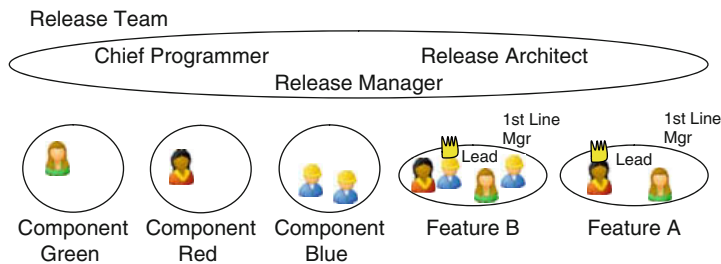 Release Team
Chief Programmer
Release Architect
Release Manager
1st Line
Mgr
Lead
1st Line
Mgr
Lead
Component
Green
Component
Red
Component
Blue
Feature B
Feature A